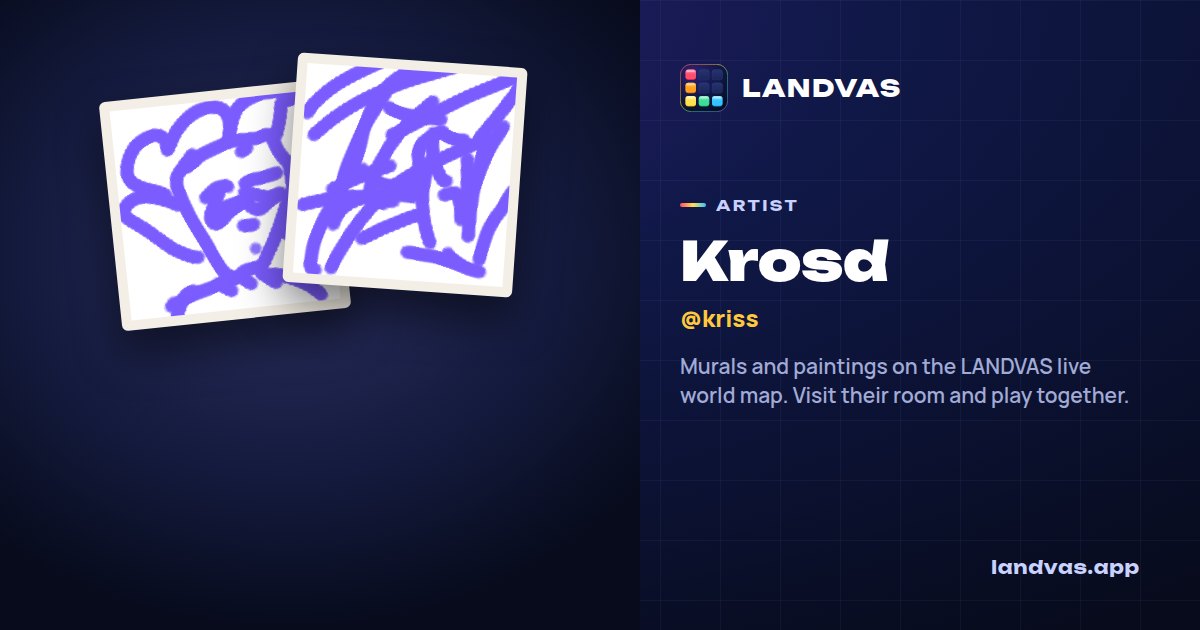 LANDVAS
ARTIST
Krosd
@kriss
Murals and paintings on the LANDVAS live
world map. Visit their room and play together.
landvas.app